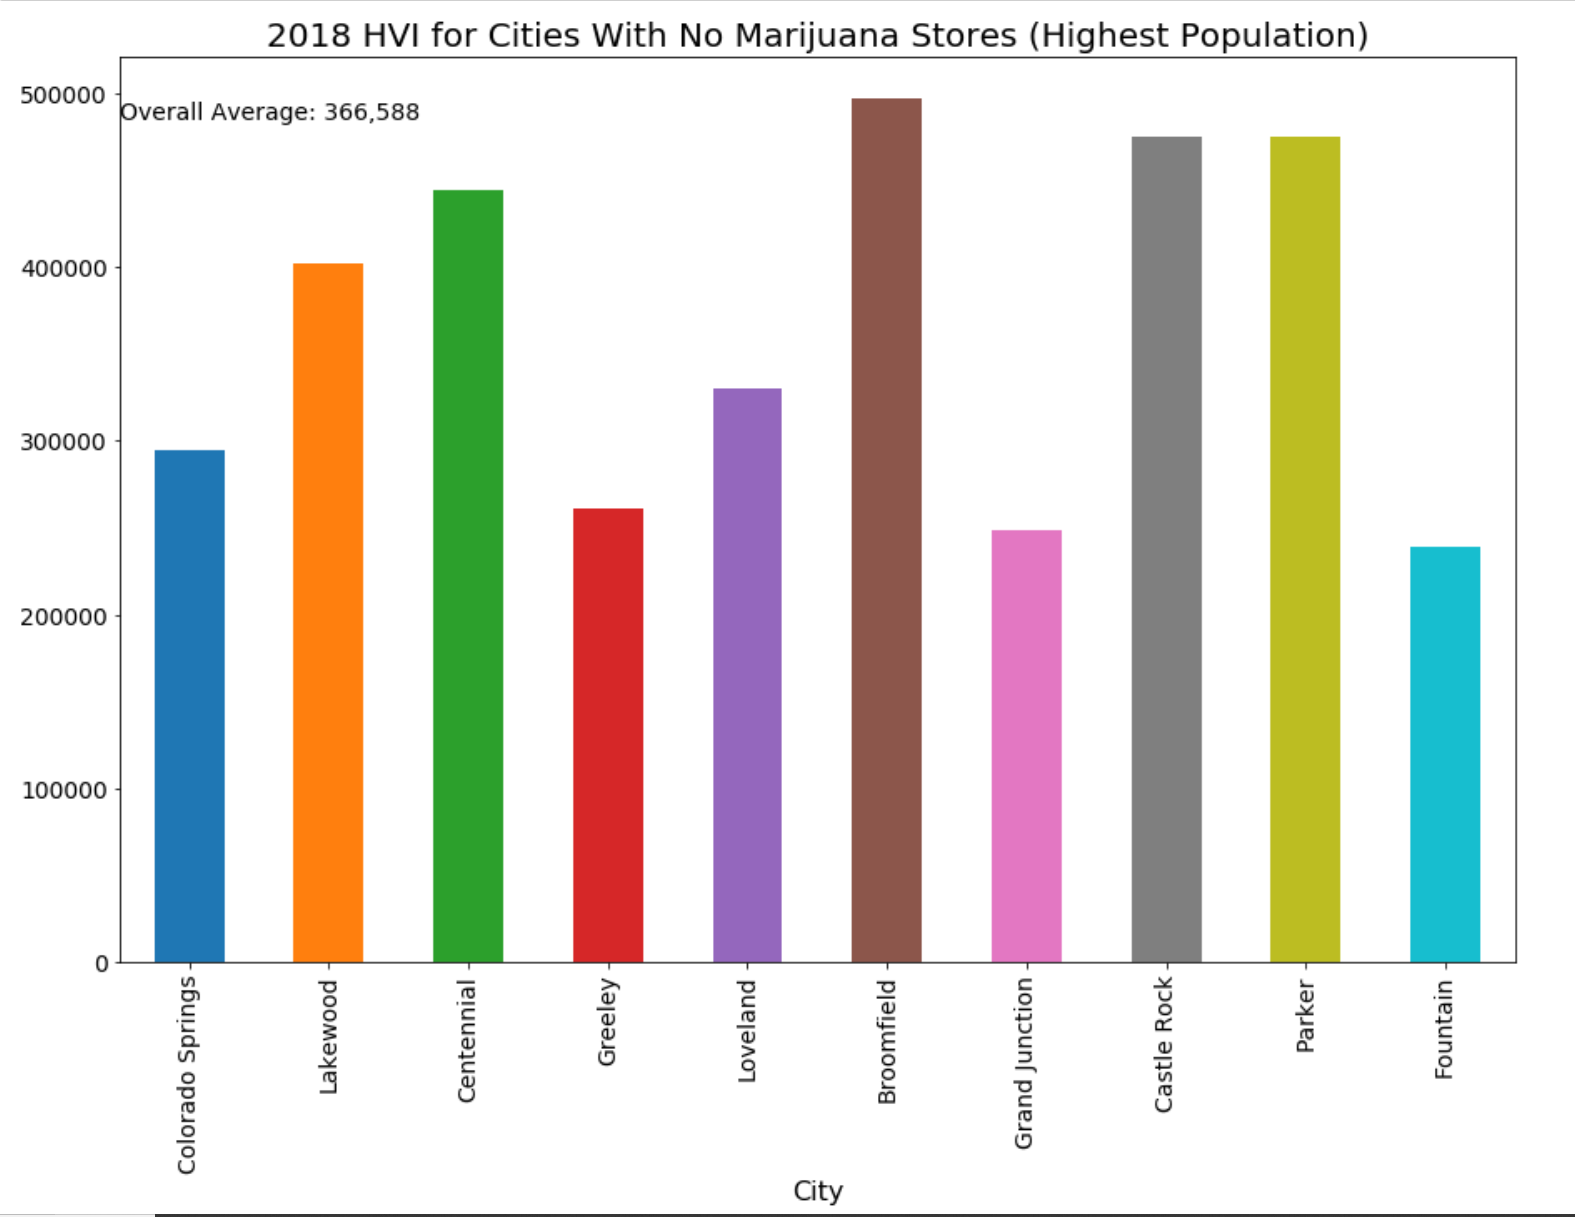 2018 HVI for Cities With No Marijuana Stores (Highest Population)
500000
Overall Average: 366,588
400000
300000
200000
100000
0
Colorado Springs
Lakewood
Centennial
Greeley
Loveland
Broomfield
Grand Junction
Castle Rock
Parker
Fountain
City